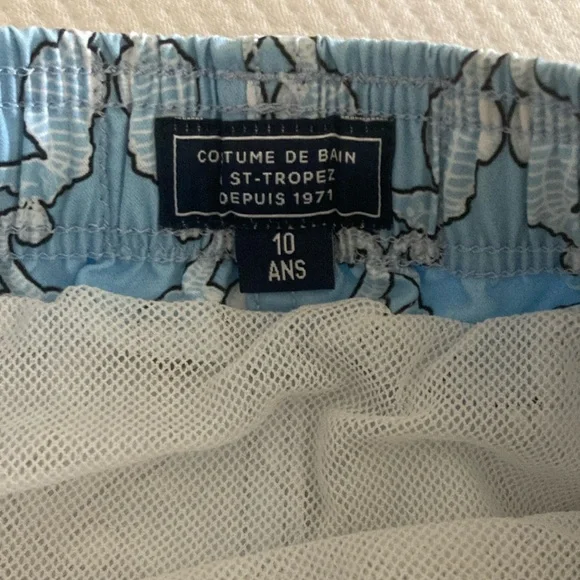 COSTUME DE BAIN
ST-TROPEZ
DEPUIS 1971
10
ANS